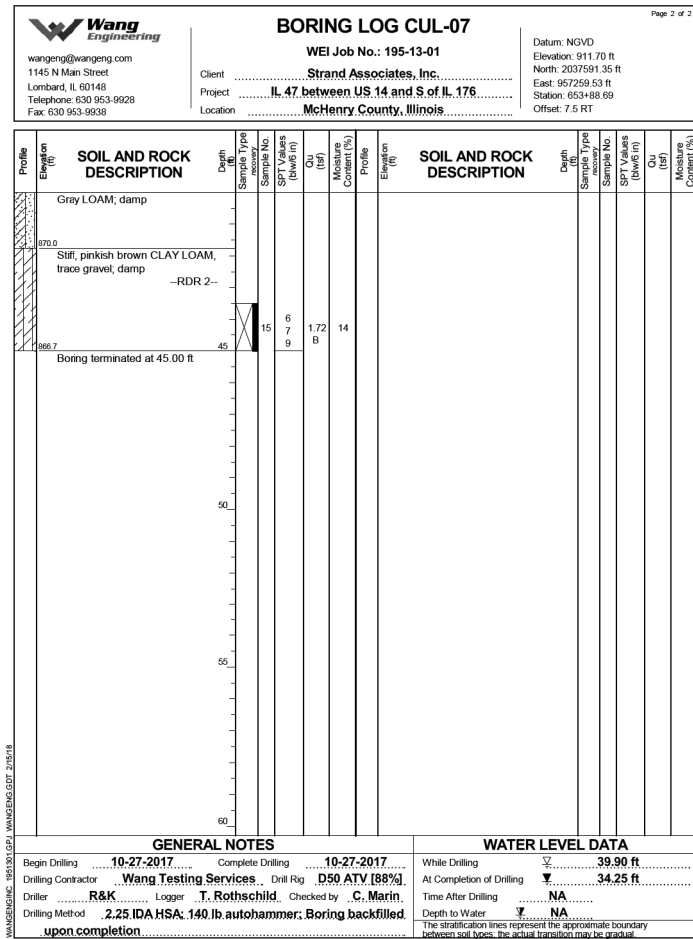 Page 2 of 2
Wang
Engineering
wangeng@wangeng.com
1145 N Main Street
Lombard, IL 60148
Telephone: 630 953-9928
Fax: 630 953-9938
BORING LOG CUL-07
WEI Job No.: 195-13-01
Client Strand Associates, Inc.
Project IL 47 between US 14 and S of IL 176
Location McHenry County, Illinois
Datum: NGVD
Elevation: 911.70 ft
North: 2037591.35 ft
East: 957259.53 ft
Station: 653+88.69
Offset: 7.5 RT
Profile
Elevation (ft)
SOIL AND ROCK
DESCRIPTION
Depth (ft)
Sample Type
recovery
Sample No.
SPT Values
(blw/6 in)
Qu
(tsf)
Moisture
Content (%)
Profile
Elevation (ft)
SOIL AND ROCK
DESCRIPTION
Depth (ft)
Sample Type
recovery
Sample No.
SPT Values
(blw/6 in)
Qu
(tsf)
Moisture
Content (%)
Gray LOAM; damp
870.0
Stiff, pinkish brown CLAY LOAM,
trace gravel; damp
--RDR 2--
15
6
7
9
1.72
B
14
866.7 45
Boring terminated at 45.00 ft
50
55
60
GENERAL NOTES
Begin Drilling 10-27-2017 Complete Drilling 10-27-2017
Drilling Contractor Wang Testing Services Drill Rig D50 ATV [88%]
Driller R&K Logger T. Rothschild Checked by C. Marin
Drilling Method 2.25 IDA HSA; 140 lb autohammer; Boring backfilled
upon completion
WATER LEVEL DATA
While Drilling 39.90 ft
At Completion of Drilling 34.25 ft
Time After Drilling NA
Depth to Water NA
The stratification lines represent the approximate boundary
between soil types; the actual transition may be gradual.
WANGENGINC 1951301.GPJ WANGENG.GDT 2/15/18